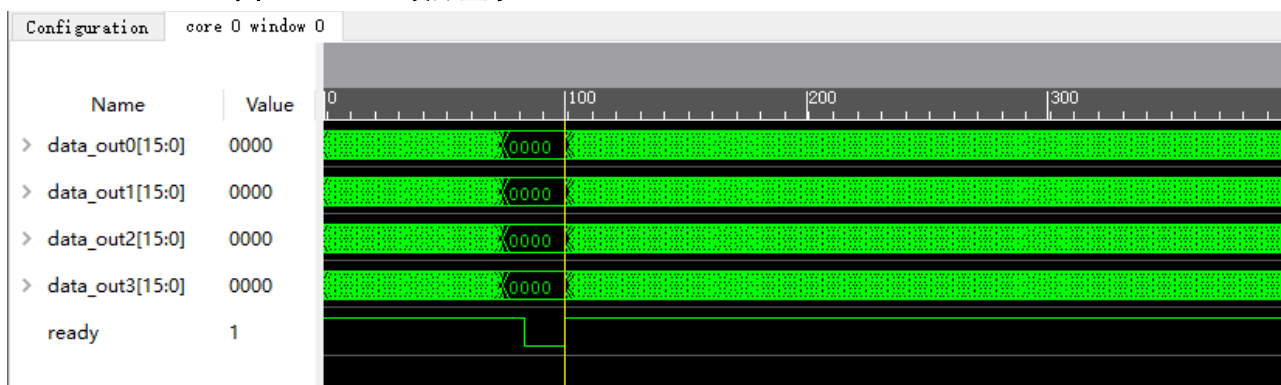 Configuration core 0 window 0
Name Value 0 100 200 300
data_out0[15:0] 0000 0000
data_out1[15:0] 0000 0000
data_out2[15:0] 0000 0000
data_out3[15:0] 0000 0000
ready 1